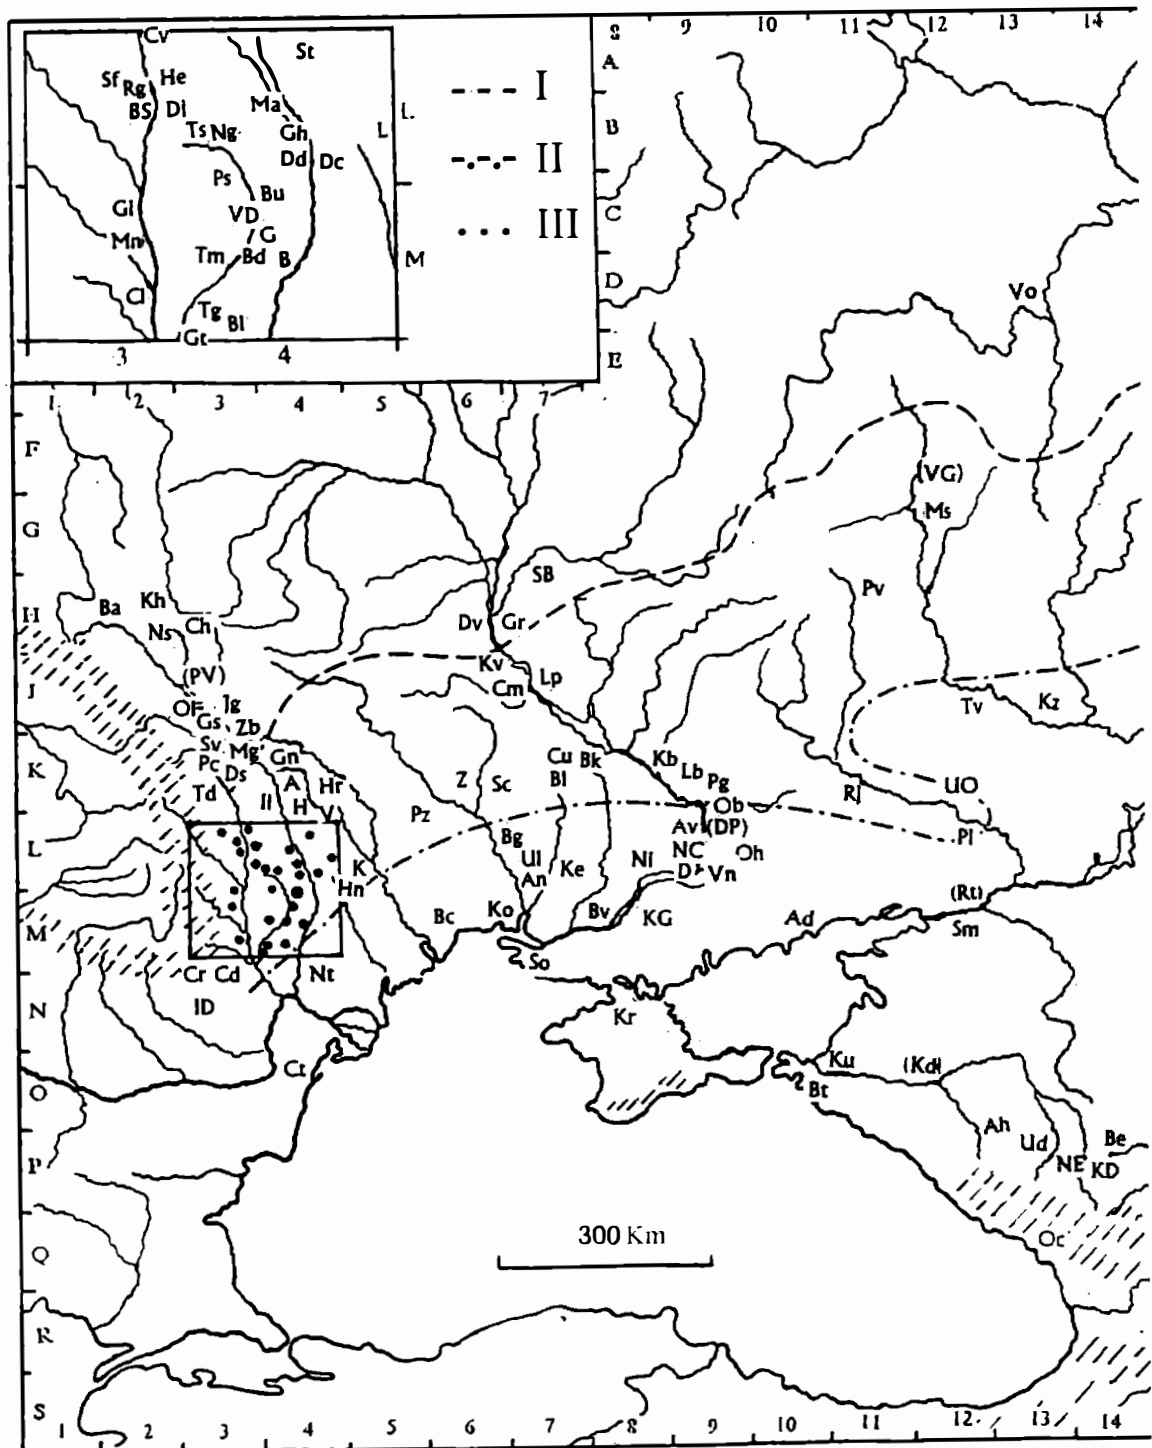 8 9 10 11 12 13 14
Cv
St
I
A
Sf Rg He
BS Dl
Ma
L
Ts Ng
Gh
L
B
II
Dd Dc
Ps
Bu
VD
C
III
Gl
G
Mn
Tm Bd B
M
D
Cl
Tg
Bl
Vo
Gt
3 4
E
1 2 3 4 5 6 7
F
(VG)
G
Ms
SB
Pv
H
Ba
Kh
Ns
Ch
Dv Gr
(PV)
Kv
Lp
J
OF
Jg
Cm
Tv
Kz
Gs
Zb
Sv
Mg
Gn
Cu Bk
Kb
K
Pc
Ds
A
Hr
Z
Sc
Bl
Lb
Pg
UO
Td
Il
H
V
Rj
Pz
Ob
Av (DP)
Pl
L
Bg
Ul
NC
Oh
K
An
Ke
Ni
Vn
Hn
(Rt)
Bc
Ko
Bv
KG
Ad
M
Sm
Cr Cd
Nt
So
N
ID
Kr
Ct
Ku
(Kd)
O
Bt
Ah
Ud
Be
P
NE
KD
300 Km
Q
Oc
R
S
1 2 3 4 5 6 7 8 9 10 11 12 13 14